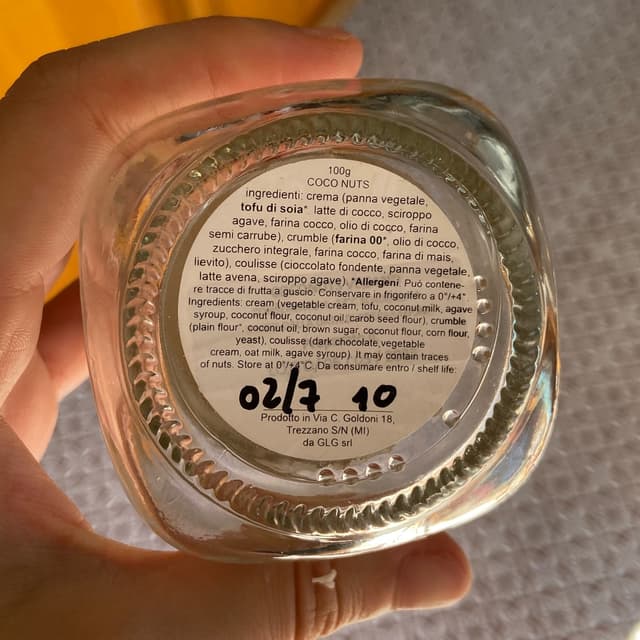 100g
COCO NUTS
ingredienti: crema (panna vegetale,
tofu di soia* latte di cocco, sciroppo
agave, farina cocco, olio di cocco, farina
semi carrube), crumble (farina 00*, olio di cocco,
zucchero integrale, farina cocco, farina di mais,
lievito), coulisse (cioccolato fondente, panna vegetale,
latte avena, sciroppo agave) *Allergeni. Può contene-
re tracce di frutta a guscio. Conservare in frigorifero a 0°/+4°.
Ingredients: cream (vegetable cream, tofu, coconut milk, agave
syroup, coconut flour, coconut oil, carob seed flour), crumble
(plain flour*, coconut oil, brown sugar, coconut flour, corn flour,
yeast), coulisse (dark chocolate,vegetable
cream, oat milk, agave syroup). It may contain traces
of nuts. Store at 0°/+4°C. Da consumare entro / shelf life:
02/7 10
Prodotto in Via C. Goldoni 18,
Trezzano S/N (MI)
da GLG srl